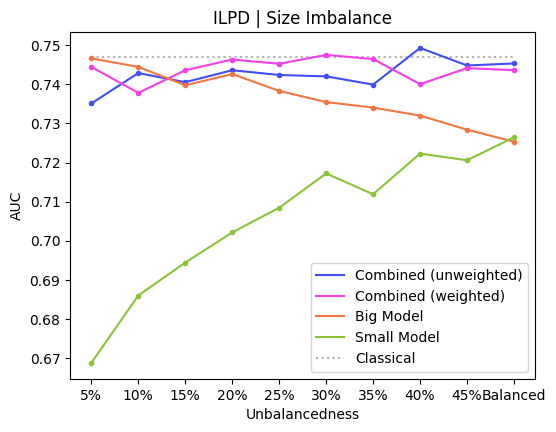 ILPD | Size Imbalance
0.75
0.74
0.73
0.72
0.71
0.70
0.69
0.68
0.67
AUC
Combined (unweighted)
Combined (weighted)
Big Model
Small Model
Classical
5% 10% 15% 20% 25% 30% 35% 40% 45% Balanced
Unbalancedness